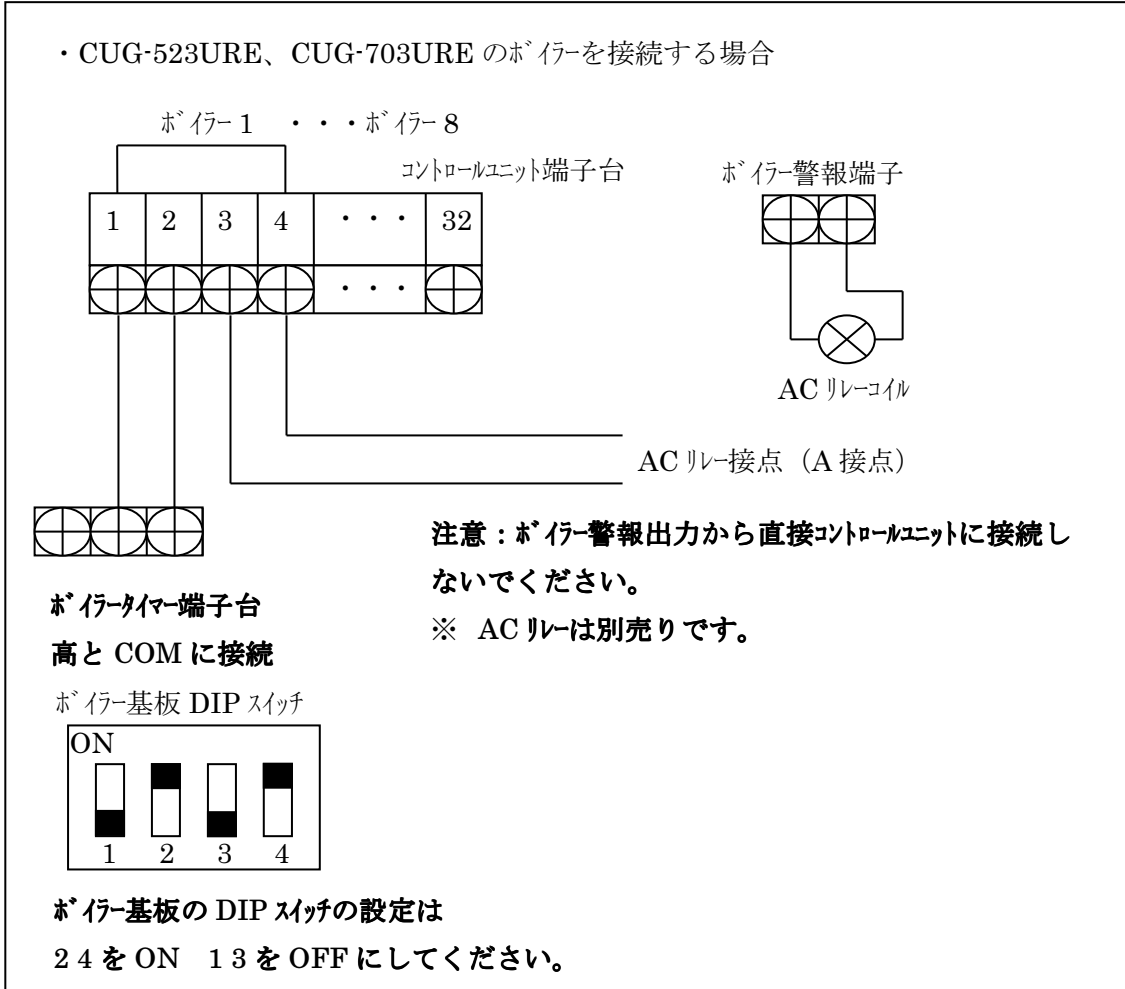 ・CUG-523URE、CUG-703URE のﾎﾞｲﾗｰを接続する場合
ﾎﾞｲﾗｰ 1 ・・・ﾎﾞｲﾗｰ 8
ｺﾝﾄﾛｰﾙﾕﾆｯﾄ端子台
ﾎﾞｲﾗｰ警報端子
1 2 3 4 ・・・ 32
・・・
AC ﾘﾚｰｺｲﾙ
AC ﾘﾚｰ接点（A 接点）
注意：ﾎﾞｲﾗｰ警報出力から直接ｺﾝﾄﾛｰﾙﾕﾆｯﾄに接続し
ないでください。
※ AC ﾘﾚｰは別売りです。
ﾎﾞｲﾗｰﾀｲﾏｰ端子台
高と COM に接続
ﾎﾞｲﾗｰ基板 DIP ｽｲｯﾁ
ON
1 2 3 4
ﾎﾞｲﾗｰ基板の DIP ｽｲｯﾁの設定は
２４を ON １３を OFF にしてください。